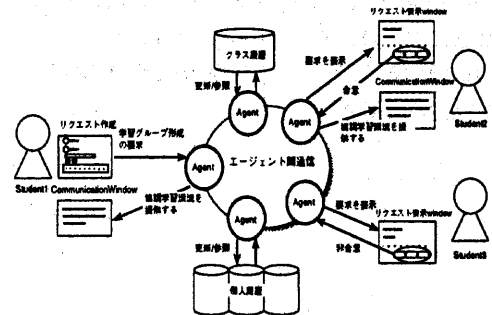 リクエスト表示window
クラス履歴
要求を表示
合意
更新/参照
CommunicationWindow
Agent
Agent
リクエスト作成
学習グループ形成
の要求
協調学習環境を提
供する
Student2
Agent
エージェント間通信
Student1
CommunicationWindow
協調学習環境を
提供する
Agent
Agent
要求を表示
リクエスト表示window
更新/参照
非合意
個人履歴
Student3